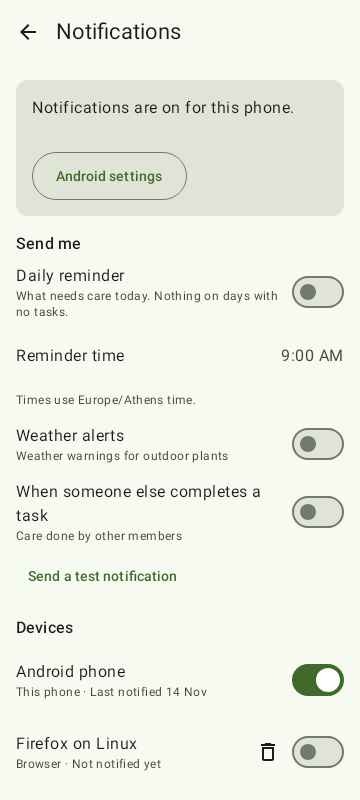 Notifications
Notifications are on for this phone.
Android settings
Send me
Daily reminder
What needs care today. Nothing on days with
no tasks.
Reminder time
9:00 AM
Times use Europe/Athens time.
Weather alerts
Weather warnings for outdoor plants
When someone else completes a
task
Care done by other members
Send a test notification
Devices
Android phone
This phone · Last notified 14 Nov
Firefox on Linux
Browser · Not notified yet